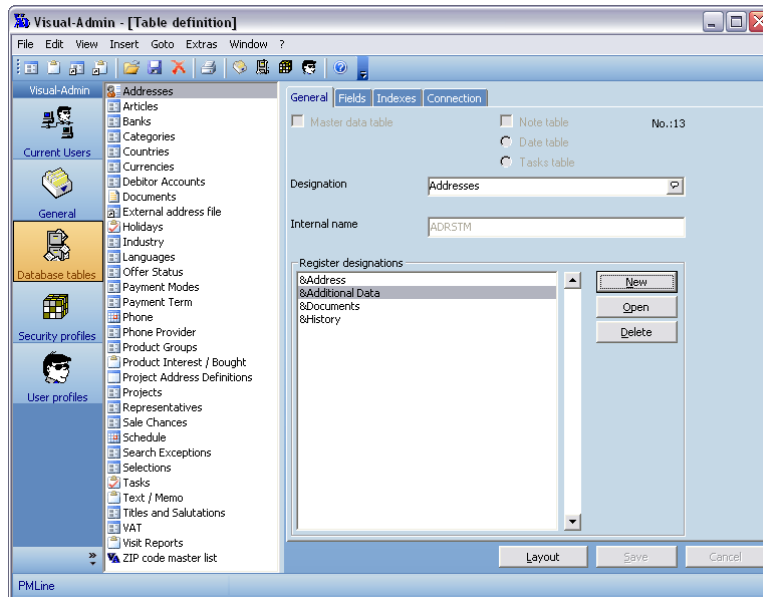 Visual-Admin - [Table definition]
File Edit View Insert Goto Extras Window ?
Visual-Admin
Current Users
General
Database tables
Security profiles
User profiles
Addresses
Articles
Banks
Categories
Countries
Currencies
Debitor Accounts
Documents
External address file
Holidays
Industry
Languages
Offer Status
Payment Modes
Payment Term
Phone
Phone Provider
Product Groups
Product Interest / Bought
Project Address Definitions
Projects
Representatives
Sale Chances
Schedule
Search Exceptions
Selections
Tasks
Text / Memo
Titles and Salutations
VAT
Visit Reports
ZIP code master list
General Fields Indexes Connection
Master data table Note table No.:13
Date table
Tasks table
Designation Addresses
Internal name ADRSTM
Register designations
&Address
&Additional Data
&Documents
&History
New
Open
Delete
Layout Save Cancel
PMLine